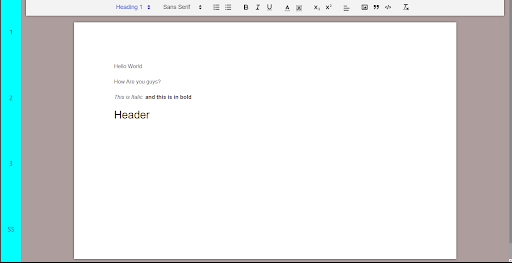 Heading 1 Sans Serif B I U A A X₂ X²
1
Hello World
How Are you guys?
This is Italic and this is in bold
2
Header
3
55